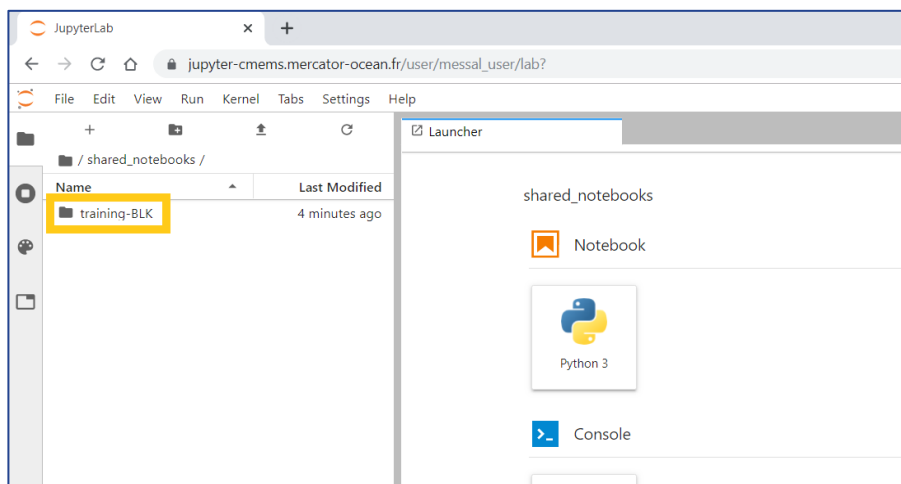 JupyterLab
jupyter-cmems.mercator-ocean.fr/user/messal_user/lab?
File Edit View Run Kernel Tabs Settings Help
/ shared_notebooks /
Name Last Modified
training-BLK 4 minutes ago
Launcher
shared_notebooks
Notebook
Python 3
Console